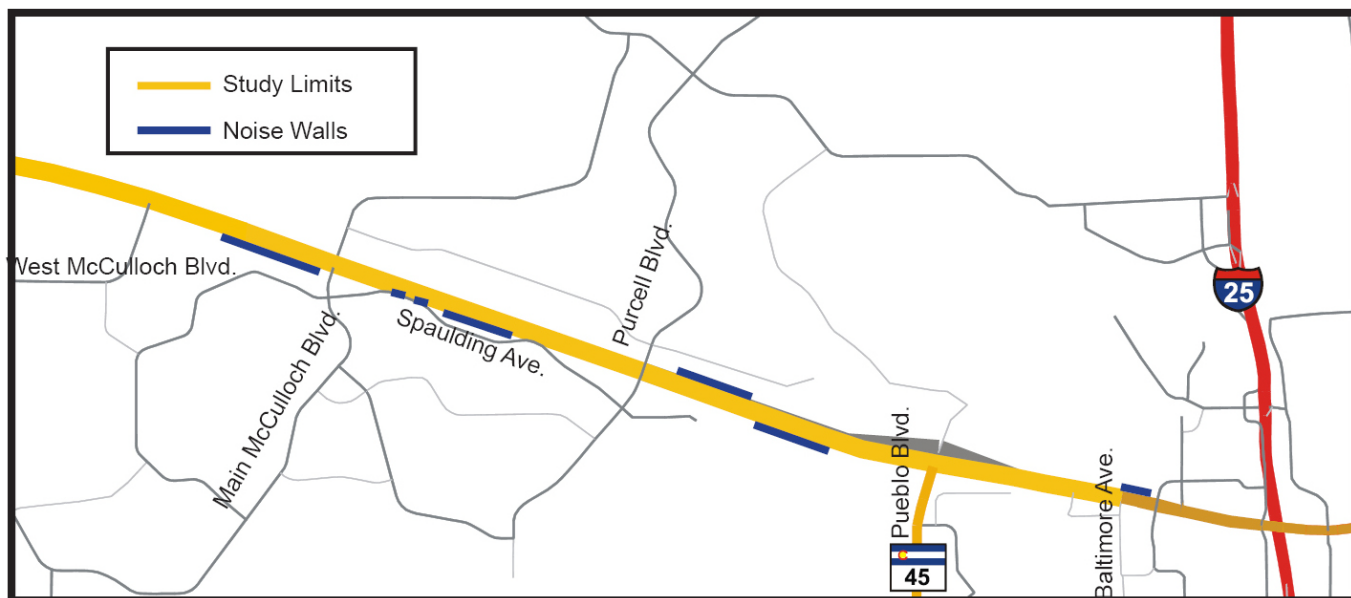 Study Limits
Noise Walls
West McCulloch Blvd.
Main McCulloch Blvd.
Spaulding Ave.
Purcell Blvd.
Pueblo Blvd.
Baltimore Ave.
25
45